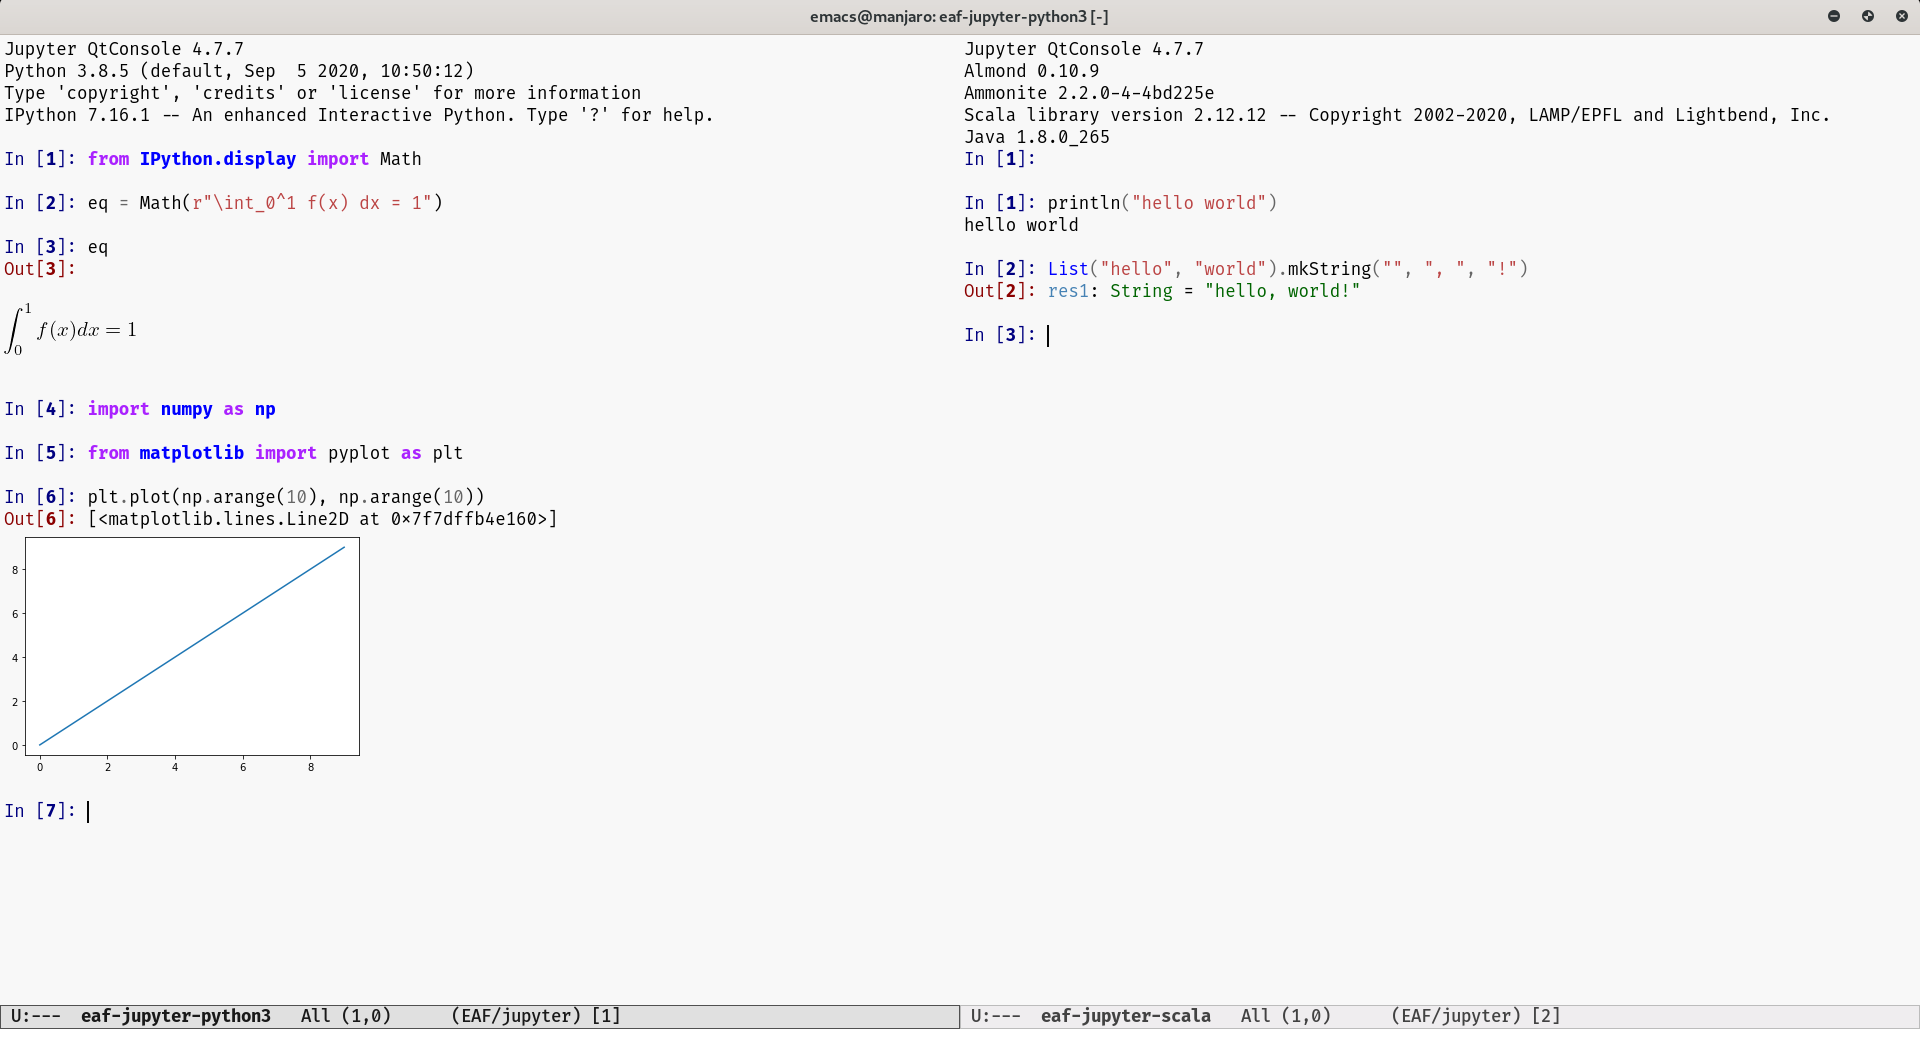 emacs@manjaro: eaf-jupyter-python3 [-]
Jupyter QtConsole 4.7.7
Python 3.8.5 (default, Sep  5 2020, 10:50:12)
Type 'copyright', 'credits' or 'license' for more information
IPython 7.16.1 -- An enhanced Interactive Python. Type '?' for help.
In [1]: from IPython.display import Math
In [2]: eq = Math(r"\int_0^1 f(x) dx = 1")
In [3]: eq
Out[3]:
∫₀¹ f(x)dx = 1
In [4]: import numpy as np
In [5]: from matplotlib import pyplot as plt
In [6]: plt.plot(np.arange(10), np.arange(10))
Out[6]: [<matplotlib.lines.Line2D at 0x7f7dffb4e160>]
8
6
4
2
0
0 2 4 6 8
In [7]:
Jupyter QtConsole 4.7.7
Almond 0.10.9
Ammonite 2.2.0-4-4bd225e
Scala library version 2.12.12 -- Copyright 2002-2020, LAMP/EPFL and Lightbend, Inc.
Java 1.8.0_265
In [1]:
In [1]: println("hello world")
hello world
In [2]: List("hello", "world").mkString("", ", ", "!")
Out[2]: res1: String = "hello, world!"
In [3]:
U:---  eaf-jupyter-python3   All (1,0)      (EAF/jupyter) [1]
U:---  eaf-jupyter-scala   All (1,0)      (EAF/jupyter) [2]